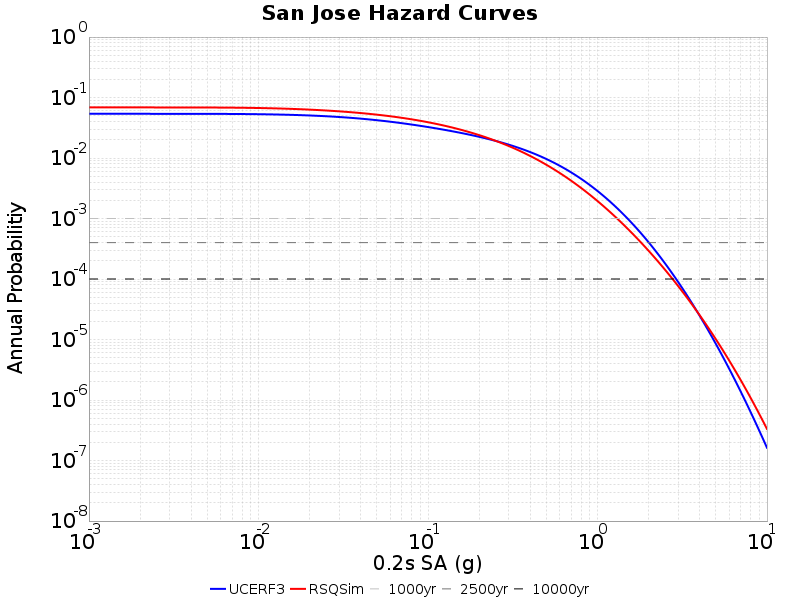 San Jose Hazard Curves
10^0
10^-1
10^-2
10^-3
10^-4
10^-5
10^-6
10^-7
10^-8
Annual Probabilitiy
10^-3 10^-2 10^-1 10^0 10^1
0.2s SA (g)
UCERF3 RSQSim 1000yr 2500yr 10000yr